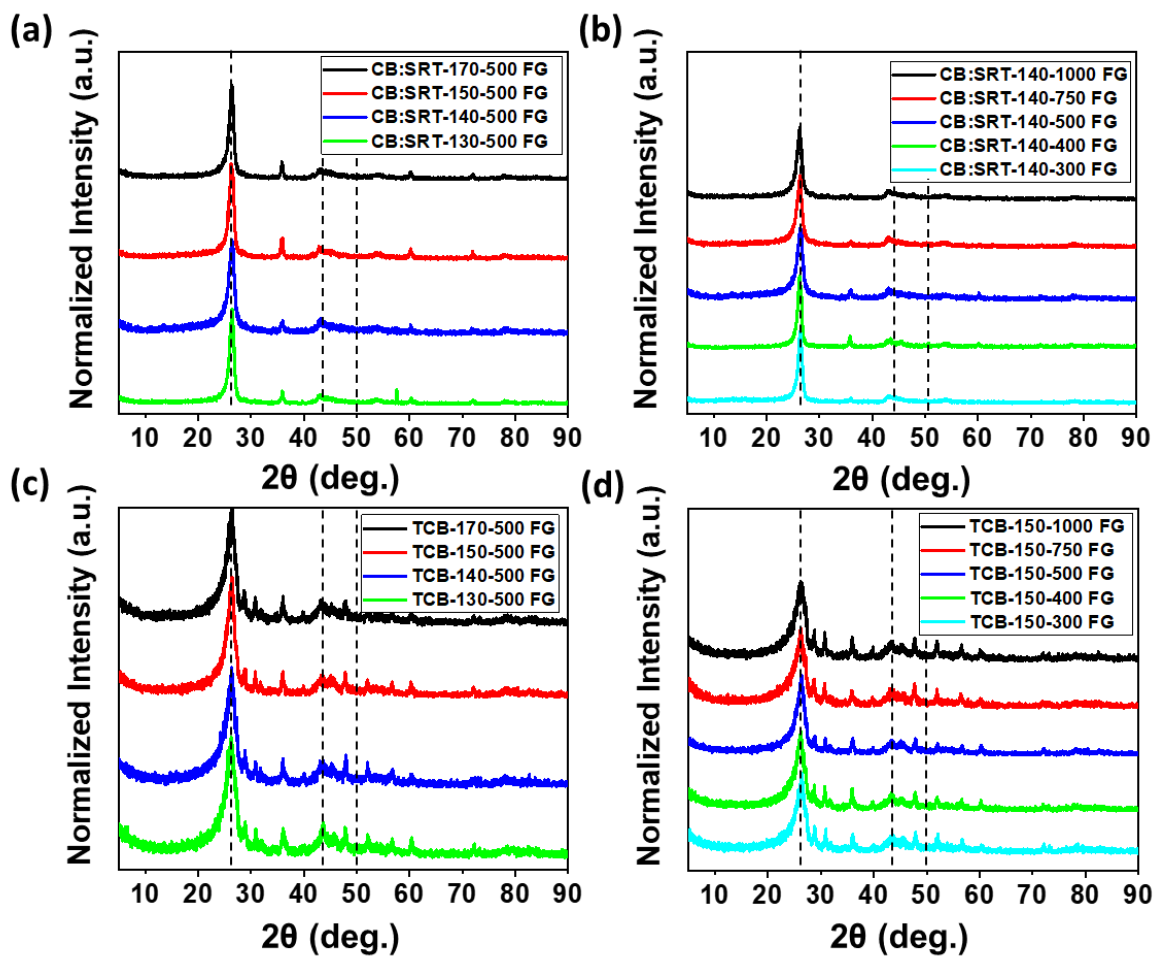 (a)
Normalized Intensity (a.u.)
CB:SRT-170-500 FG
CB:SRT-150-500 FG
CB:SRT-140-500 FG
CB:SRT-130-500 FG
10 20 30 40 50 60 70 80 90
2θ (deg.)
(b)
Normalized Intensity (a.u.)
CB:SRT-140-1000 FG
CB:SRT-140-750 FG
CB:SRT-140-500 FG
CB:SRT-140-400 FG
CB:SRT-140-300 FG
10 20 30 40 50 60 70 80 90
2θ (deg.)
(c)
Normalized Intensity (a.u.)
TCB-170-500 FG
TCB-150-500 FG
TCB-140-500 FG
TCB-130-500 FG
10 20 30 40 50 60 70 80 90
2θ (deg.)
(d)
Normalized Intensity (a.u.)
TCB-150-1000 FG
TCB-150-750 FG
TCB-150-500 FG
TCB-150-400 FG
TCB-150-300 FG
10 20 30 40 50 60 70 80 90
2θ (deg.)